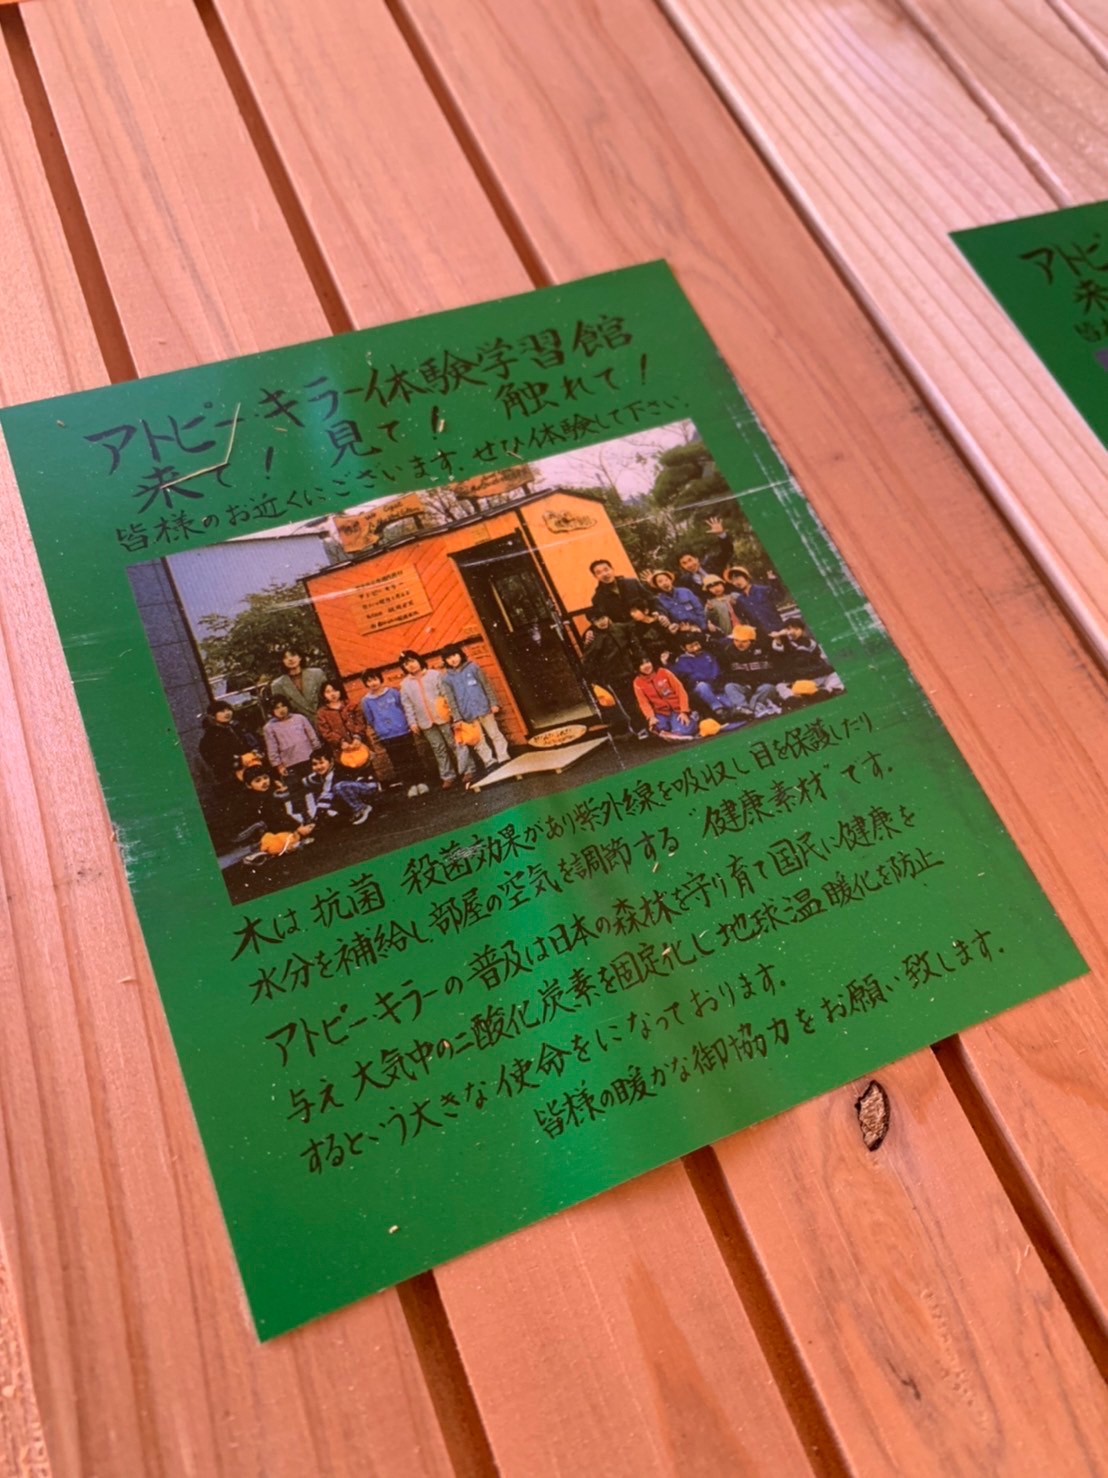 アトピー・キラー体験学習館
来て! 見て! 触れて!
皆様のお近くにございます。ぜひ体験して下さい。
木は 抗菌 殺菌効果があり紫外線を吸収し目を保護したり
水分を補給し 部屋の空気を調節する "健康素材" です。
アトピー・キラーの普及は日本の森林を守り育て国民に健康を
与え 大気中の二酸化炭素を固定化し地球温暖化を防止
するという大きな使命をになっております。
皆様の暖かな御協力をお願い致します。
アトピ
来
皆